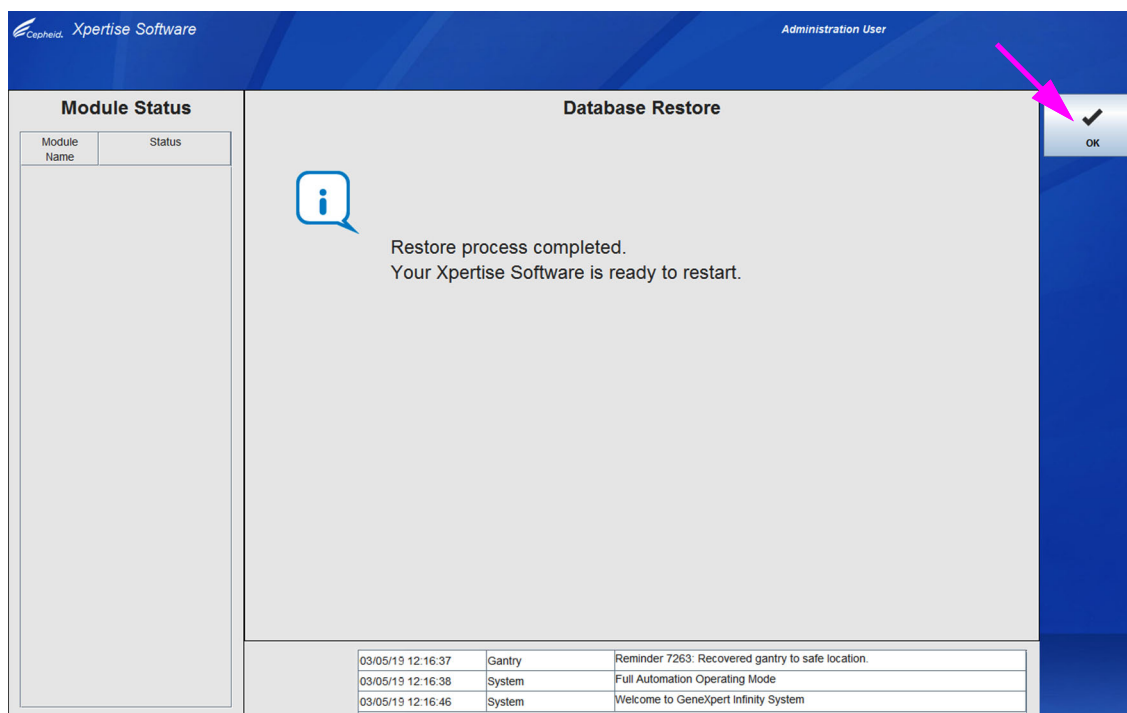 Cepheid. Xpertise Software
Administration User
Module Status
Module Name
Status
Database Restore
OK
Restore process completed.
Your Xpertise Software is ready to restart.
03/05/19 12:16:37 Gantry Reminder 7263: Recovered gantry to safe location.
03/05/19 12:16:38 System Full Automation Operating Mode
03/05/19 12:16:46 System Welcome to GeneXpert Infinity System